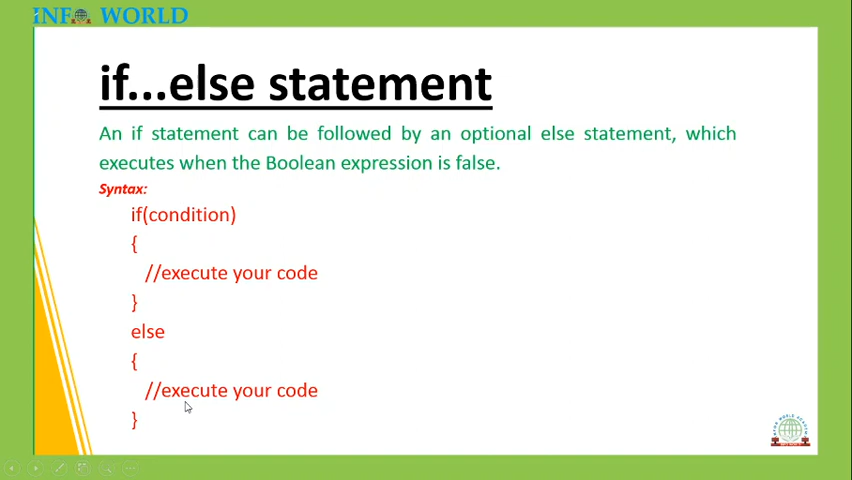 INFO WORLD
if...else statement
An if statement can be followed by an optional else statement, which
executes when the Boolean expression is false.
Syntax:
if(condition)
{
//execute your code
}
else
{
//execute your code
}